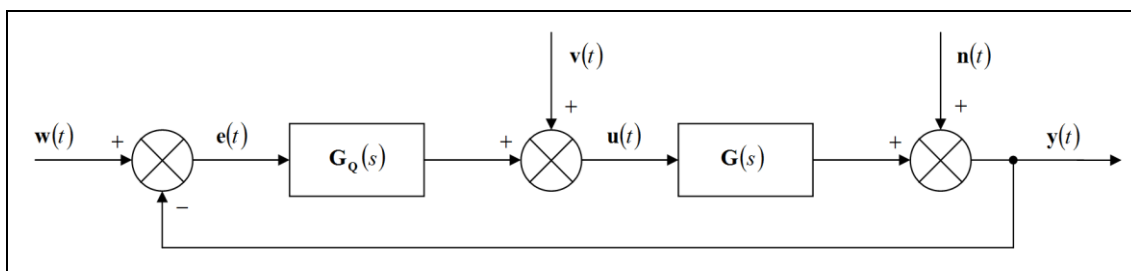 v(t)
n(t)
w(t) + e(t) G_Q(s) + + u(t) G(s) + + y(t)
−